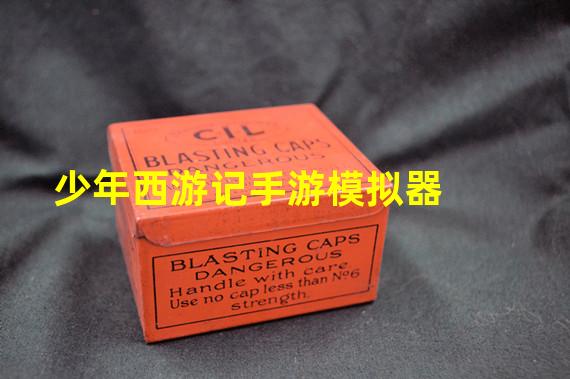 CIL
BLASTING CAPS
DANGEROUS
少年西游记手游模拟器
BLASTING CAPS
DANGEROUS
Handle with care
Use no cap less than No6
strength.